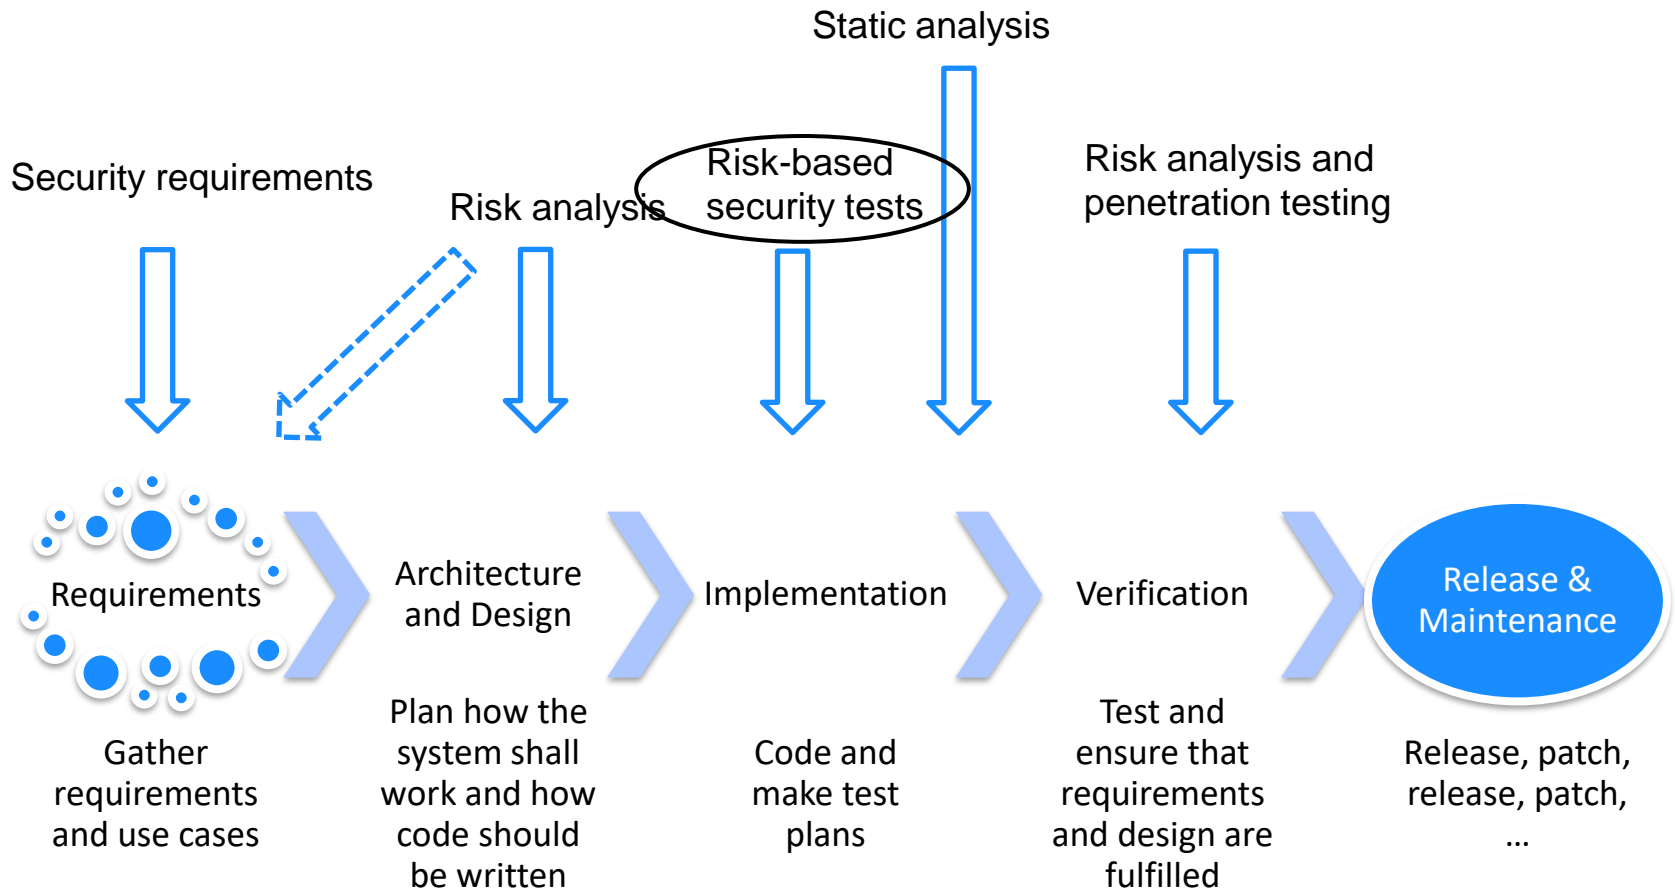 Static analysis
Security requirements
Risk analysis
Risk-based
security tests
Risk analysis and
penetration testing
Requirements
Architecture
and Design
Implementation
Verification
Release &
Maintenance
Gather
requirements
and use cases
Plan how the
system shall
work and how
code should
be written
Code and
make test
plans
Test and
ensure that
requirements
and design are
fulfilled
Release, patch,
release, patch,
...